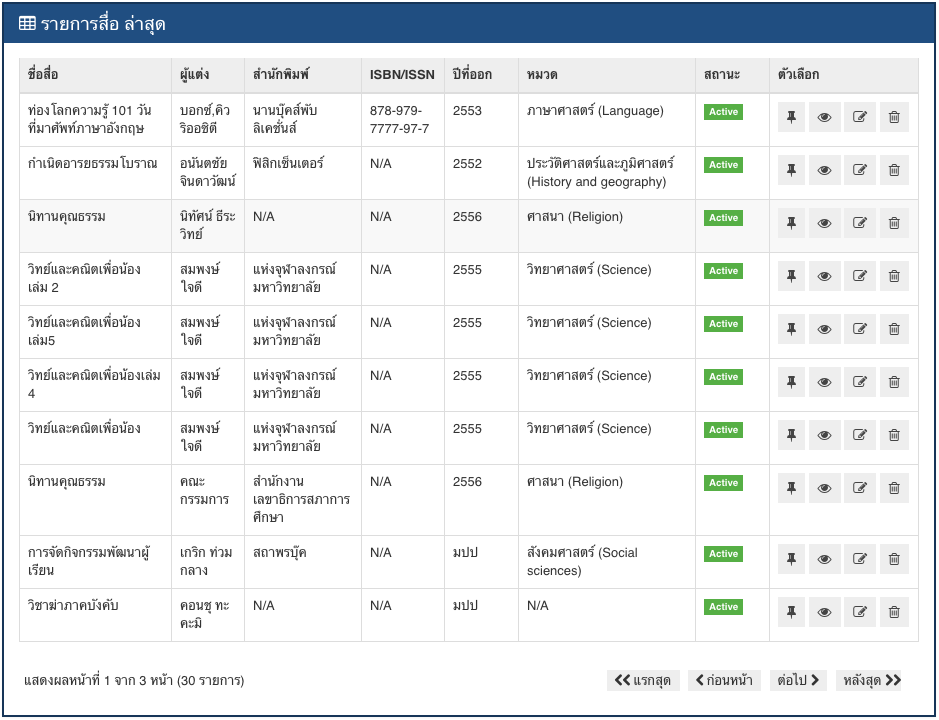 รายการสื่อ ล่าสุด
ชื่อสื่อ ผู้แต่ง สำนักพิมพ์ ISBN/ISSN ปีที่ออก หมวด สถานะ ตัวเลือก
ท่องโลกความรู้ 101 วัน บอกซ์,คิว นานบุ๊คส์พับ 878-979- 2553 ภาษาศาสตร์ (Language) Active
ที่มาศัพท์ภาษาอังกฤษ ริออซิตี ลิเคชั่นส์ 7777-97-7
กำเนิดอารยธรรมโบราณ อนันตชัย ฟิสิกเซ็นเตอร์ N/A 2552 ประวัติศาสตร์และภูมิศาสตร์ Active
จินดาวัฒน์ (History and geography)
นิทานคุณธรรม นิทัศน์ ธีระ N/A N/A 2556 ศาสนา (Religion) Active
วิทย์
วิทย์และคณิตเพื่อน้อง สมพงษ์ แห่งจุฬาลงกรณ์ N/A 2555 วิทยาศาสตร์ (Science) Active
เล่ม 2 ใจดี มหาวิทยาลัย
วิทย์และคณิตเพื่อน้อง สมพงษ์ แห่งจุฬาลงกรณ์ N/A 2555 วิทยาศาสตร์ (Science) Active
เล่ม5 ใจดี มหาวิทยาลัย
วิทย์และคณิตเพื่อน้องเล่ม สมพงษ์ แห่งจุฬาลงกรณ์ N/A 2555 วิทยาศาสตร์ (Science) Active
4 ใจดี มหาวิทยาลัย
วิทย์และคณิตเพื่อน้อง สมพงษ์ แห่งจุฬาลงกรณ์ N/A 2555 วิทยาศาสตร์ (Science) Active
ใจดี มหาวิทยาลัย
นิทานคุณธรรม คณะ สำนักงาน N/A 2556 ศาสนา (Religion) Active
กรรมการ เลขาธิการสภาการ
ศึกษา
การจัดกิจกรรมพัฒนาผู้ เกริก ท่วม สถาพรบุ๊ค N/A มปป สังคมศาสตร์ (Social Active
เรียน กลาง sciences)
วิชาฆ่าภาคบังคับ คอนชุ ทะ N/A N/A มปป N/A Active
คะมิ
แสดงผลหน้าที่ 1 จาก 3 หน้า (30 รายการ) แรกสุด ก่อนหน้า ต่อไป หลังสุด